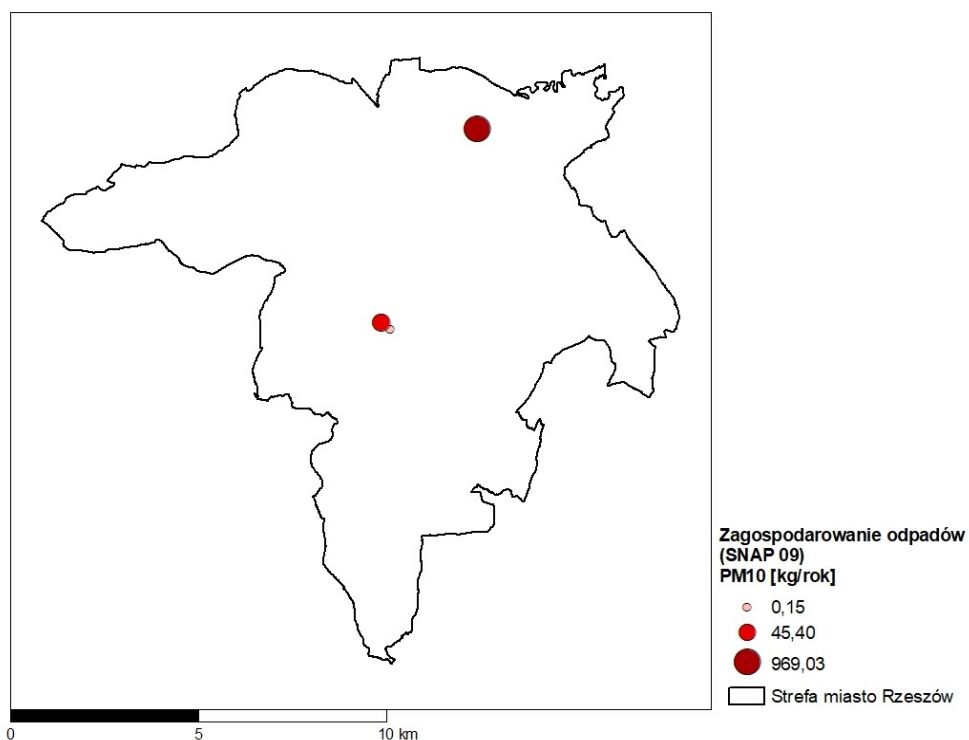 Zagospodarowanie odpadów
(SNAP 09)
PM10 [kg/rok]
0,15
45,40
969,03
Strefa miasto Rzeszów
0 5 10 km